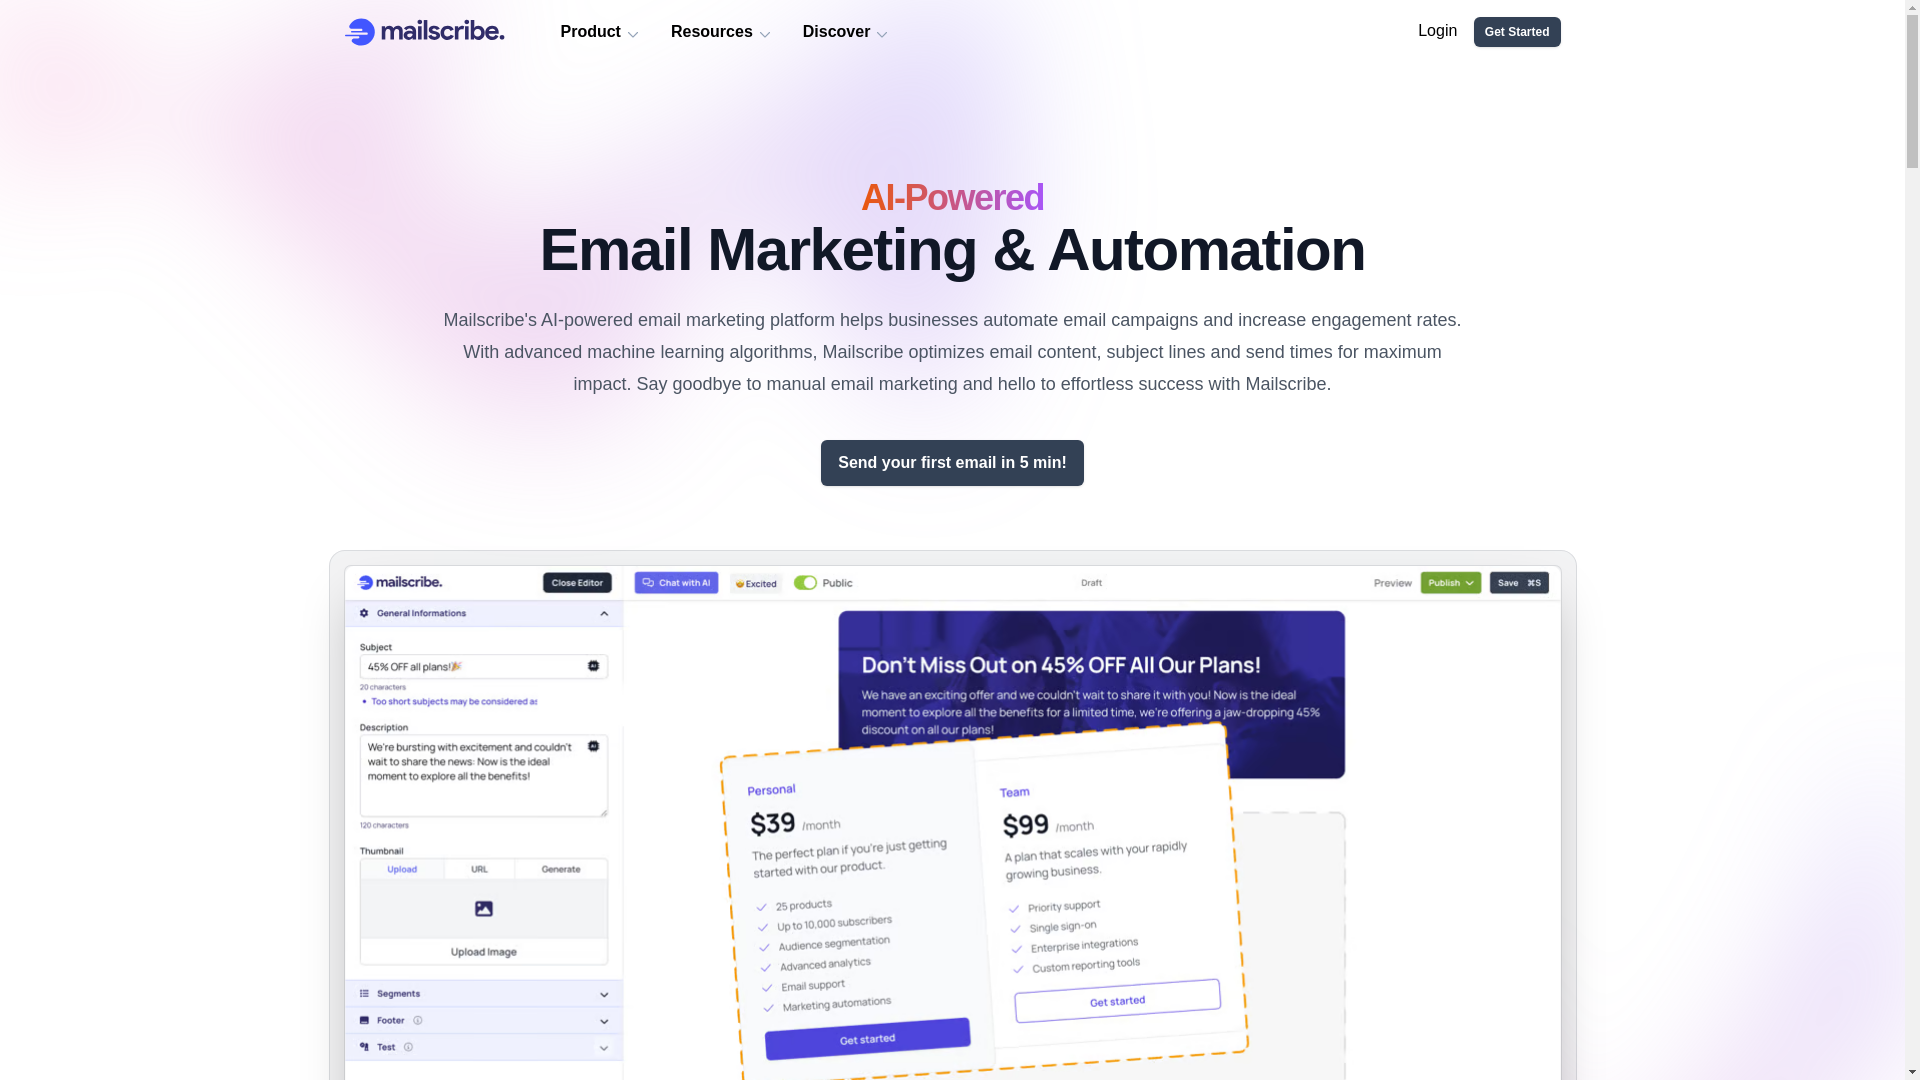 mailscribe.
Product
Resources
Discover
Login
Get Started
AI-Powered
Email Marketing & Automation
Mailscribe's AI-powered email marketing platform helps businesses automate email campaigns and increase engagement rates.
With advanced machine learning algorithms, Mailscribe optimizes email content, subject lines and send times for maximum
impact. Say goodbye to manual email marketing and hello to effortless success with Mailscribe.
Send your first email in 5 min!
mailscribe.
Close Editor
Chat with AI
Excited
Public
Draft
Preview
Publish
Save ⌘S
General Informations
Subject
45% OFF all plans!🎉
20 characters
• Too short subjects may be considered as
Description
We're bursting with excitement and couldn't
wait to share the news: Now is the ideal
moment to explore all the benefits!
120 characters
Thumbnail
Upload
URL
Generate
Upload Image
Segments
Footer
Test
Don't Miss Out on 45% OFF All Our Plans!
We have an exciting offer and we couldn't wait to share it with you! Now is the ideal
moment to explore all the benefits for a limited time, we're offering a jaw-dropping 45%
discount on all our plans!
Personal
$39 /month
The perfect plan if you're just getting
started with our product.
25 products
Up to 10,000 subscribers
Audience segmentation
Advanced analytics
Email support
Marketing automations
Get started
Team
$99 /month
A plan that scales with your rapidly
growing business.
Priority support
Single sign-on
Enterprise integrations
Custom reporting tools
Get started